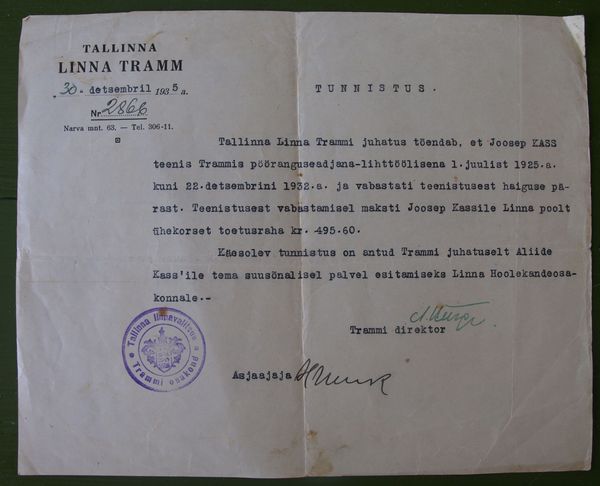 TALLINNA
LINNA TRAMM
30. detsembril 1935 a.
Nr 2866
Narva mnt. 63. — Tel. 306-11.
TUNNISTUS.
Tallinna Linna Trammi juhatus tõendab, et Joosep KASS
teenis Trammis pööranguseadjana-lihttöölisena 1.juulist 1925.a.
kuni 22.detsembrini 1932.a. ja vabastati teenistusest haiguse pä-
rast. Teenistusest vabastamisel maksti Joosep Kassile Linna poolt
ühekorset toetusraha kr. 495.60.
Käesolev tunnistus on antud Trammi juhatuselt Aliide
Kass'ile tema suusõnalisel palvel esitamiseks Linna Hoolekandeosa-
konnale.-
Trammi direktor
Asjaajaja
Tallinna Linnavalitsus
Trammi osakond